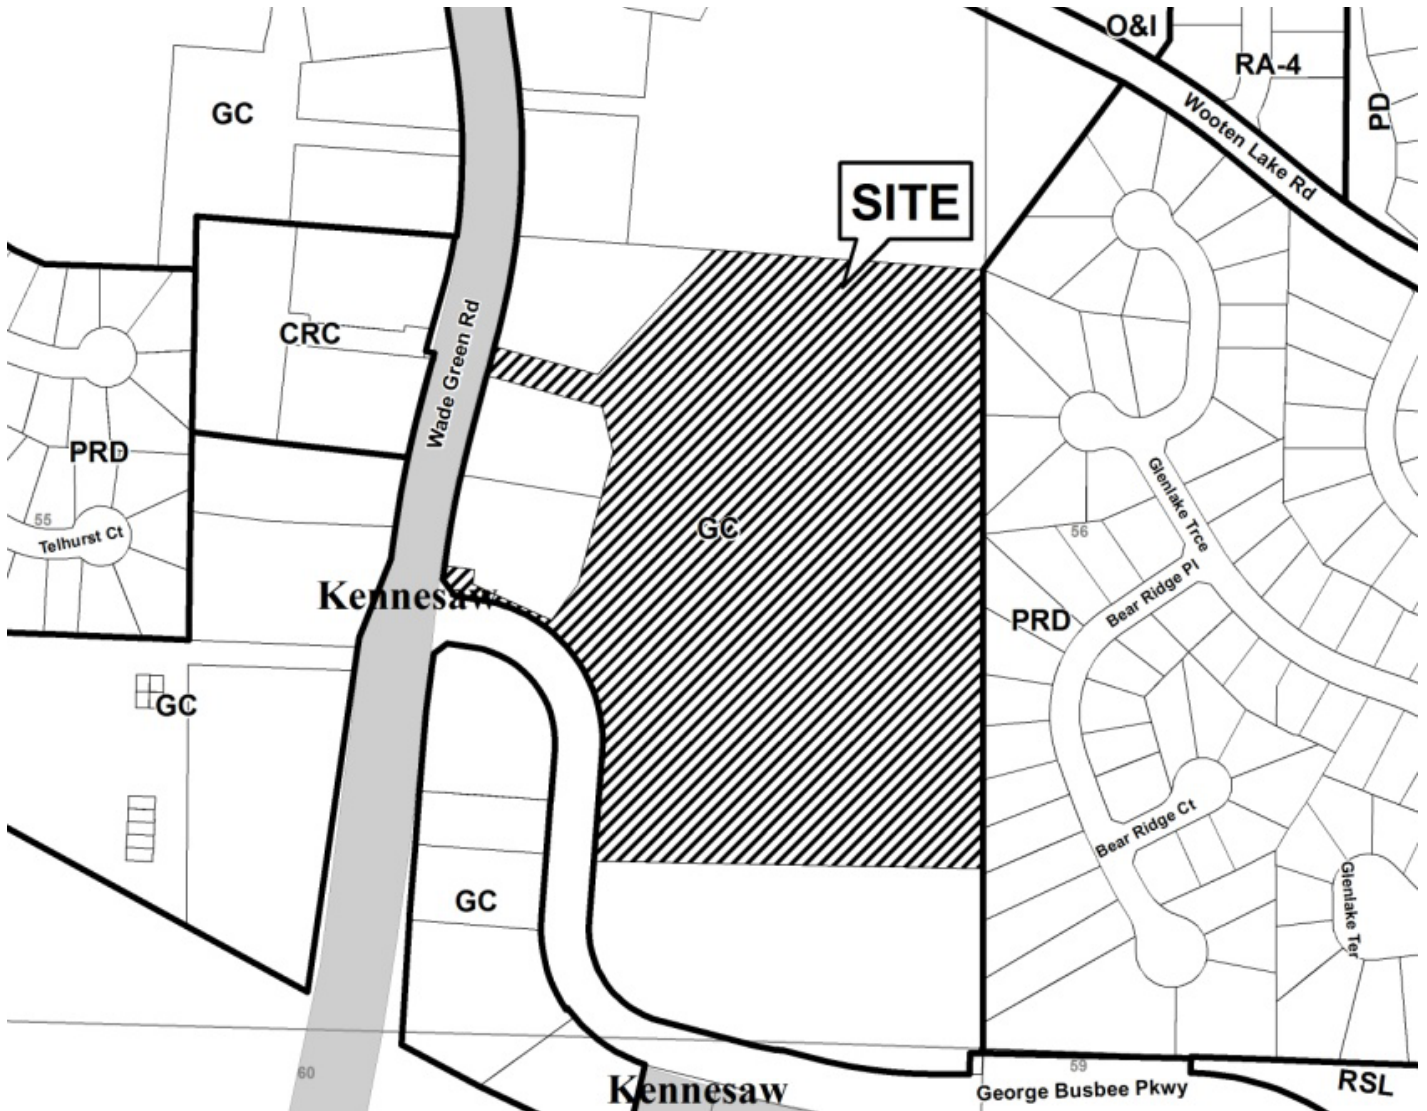 O&I
RA-4
PD
GC
Wooten Lake Rd
SITE
CRC
Wade Green Rd
PRD
Glenlake Trce
55
Telhurst Ct
GC
56
Bear Ridge Pl
Kennesaw
PRD
GC
Bear Ridge Ct
GC
Glenlake Ter
60
Kennesaw
59
George Busbee Pkwy
RSL